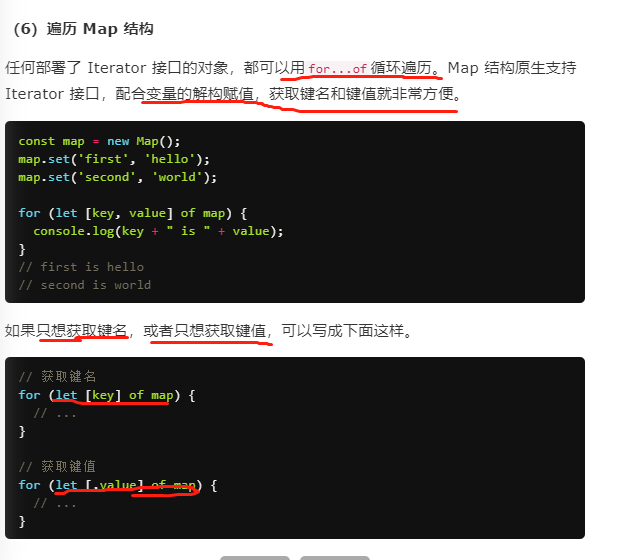 （6）遍历 Map 结构
任何部署了 Iterator 接口的对象，都可以用 for...of 循环遍历。Map 结构原生支持
Iterator 接口，配合变量的解构赋值，获取键名和键值就非常方便。
const map = new Map();
map.set('first', 'hello');
map.set('second', 'world');
for (let [key, value] of map) {
console.log(key + " is " + value);
}
// first is hello
// second is world
如果只想获取键名，或者只想获取键值，可以写成下面这样。
// 获取键名
for (let [key] of map) {
// ...
}
// 获取键值
for (let [,value] of map) {
// ...
}